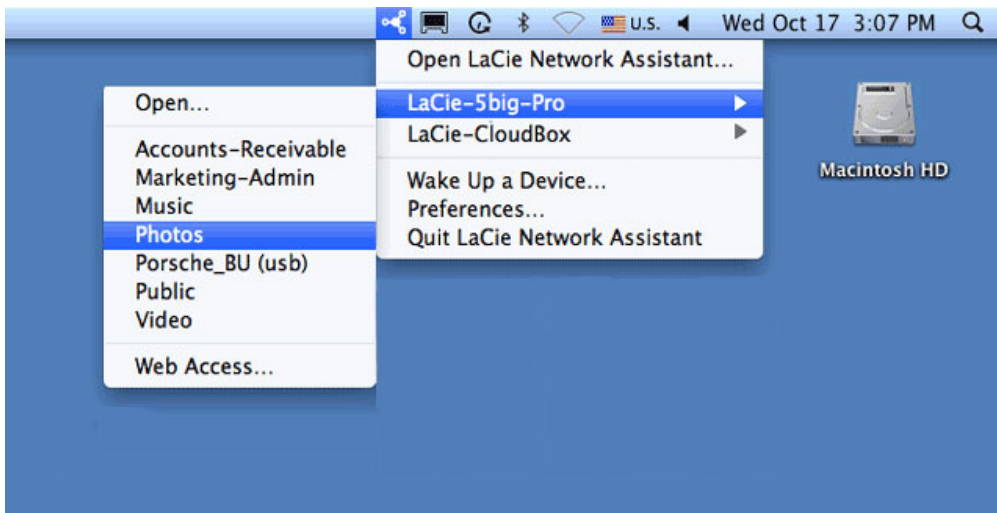 U.S. Wed Oct 17 3:07 PM
Open LaCie Network Assistant...
LaCie-5big-Pro
LaCie-CloudBox
Wake Up a Device...
Preferences...
Quit LaCie Network Assistant
Open...
Accounts-Receivable
Marketing-Admin
Music
Photos
Porsche_BU (usb)
Public
Video
Web Access...
Macintosh HD